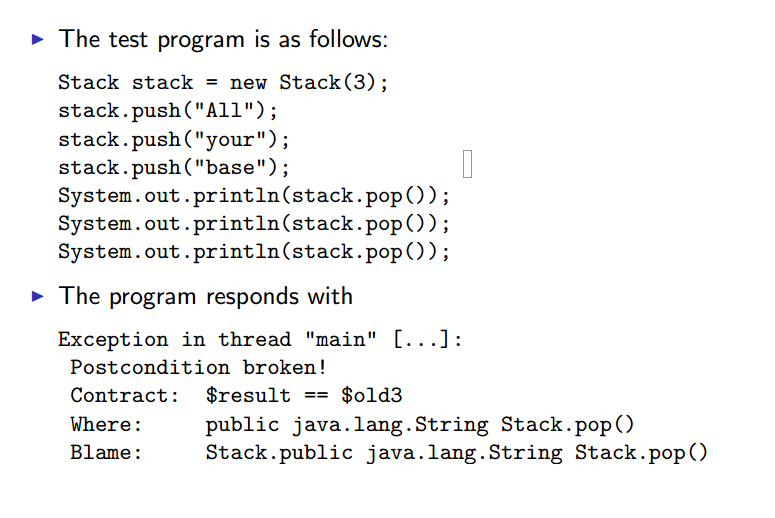 ▶ The test program is as follows:
Stack stack = new Stack(3);
stack.push("All");
stack.push("your");
stack.push("base");
System.out.println(stack.pop());
System.out.println(stack.pop());
System.out.println(stack.pop());
▶ The program responds with
Exception in thread "main" [...]:
Postcondition broken!
Contract: $result == $old3
Where: public java.lang.String Stack.pop()
Blame: Stack.public java.lang.String Stack.pop()